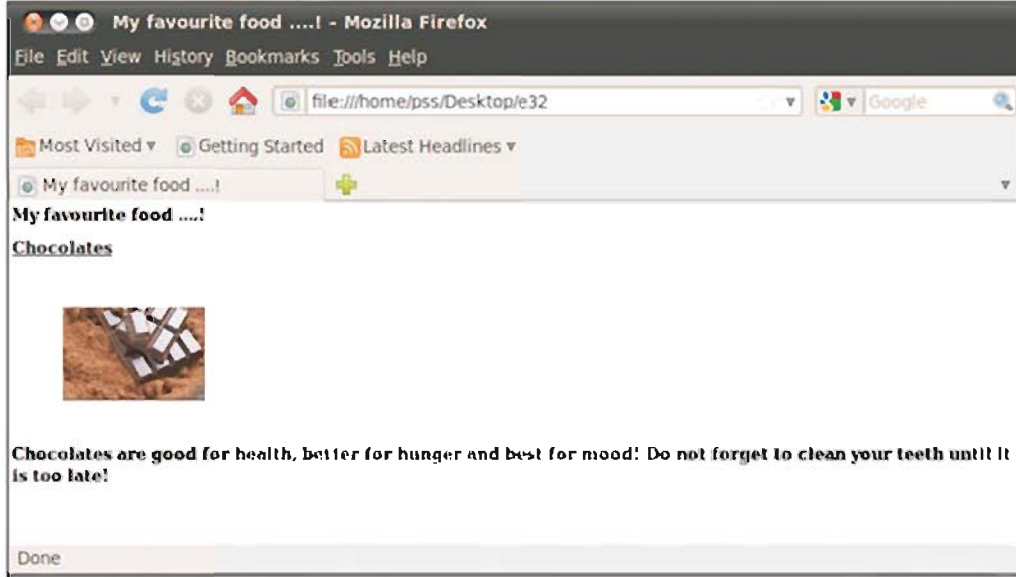 My favourite food ....! - Mozilla Firefox
File Edit View History Bookmarks Tools Help
file:///home/pss/Desktop/e32 Google
Most Visited Getting Started Latest Headlines
My favourite food ....!
My favourite food ....!
Chocolates
Chocolates are good for health, better for hunger and best for mood! Do not forget to clean your teeth until it
is too late!
Done